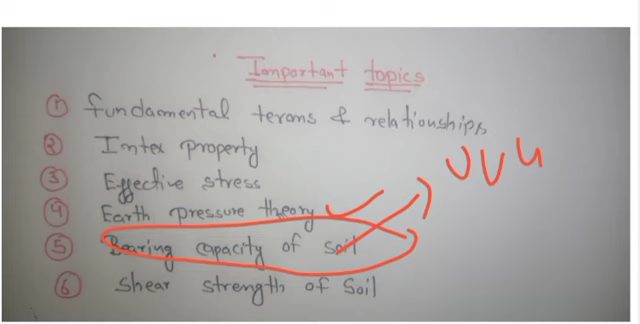 Important topics
① fundamental terms & relationships
② Intex property
③ Effective stress
④ Earth pressure theory
⑤ Bearing capacity of soil
⑥ Shear strength of soil